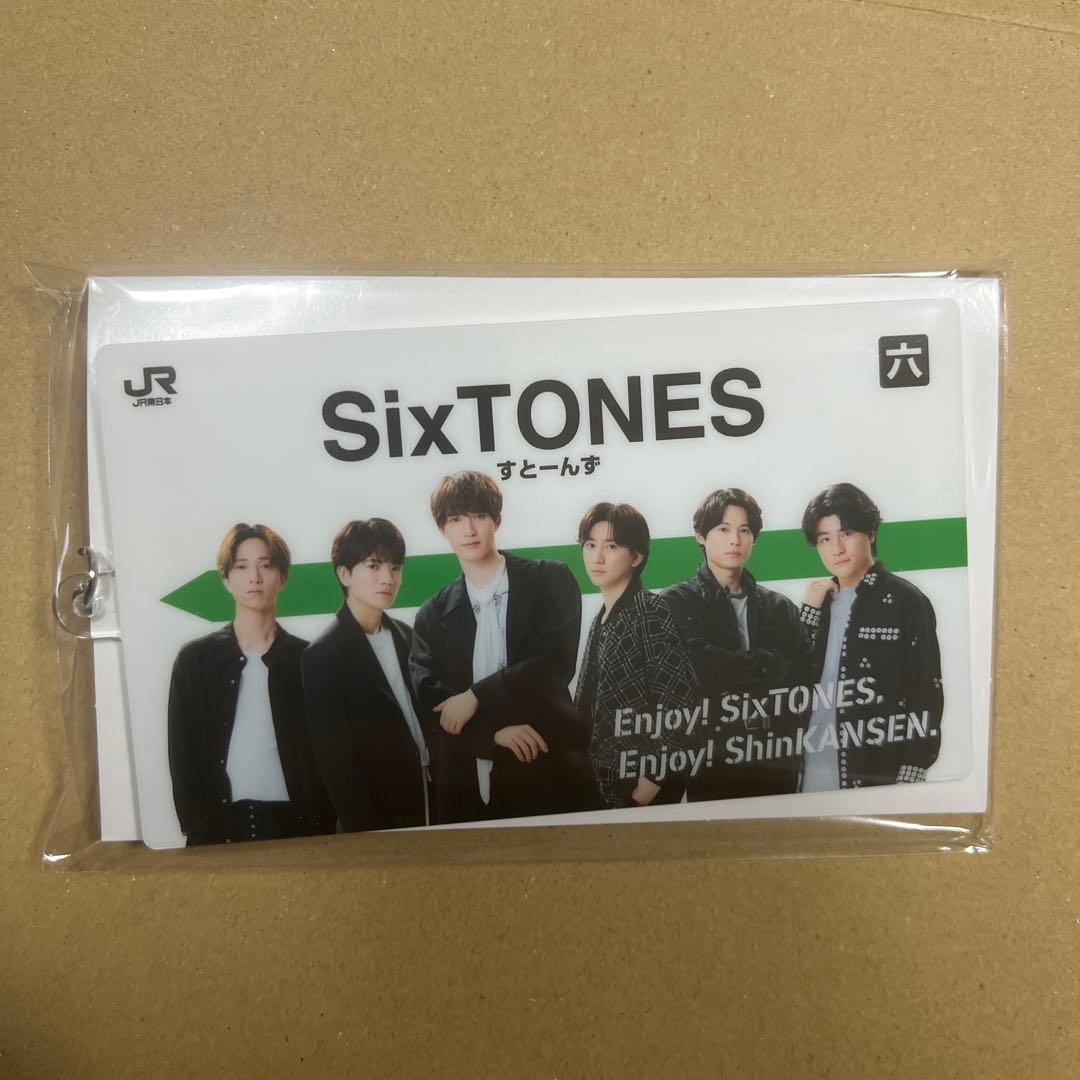 JR
JR東日本
六
SixTONES
すとーんず
Enjoy! SixTONES.
Enjoy! ShinKANSEN.